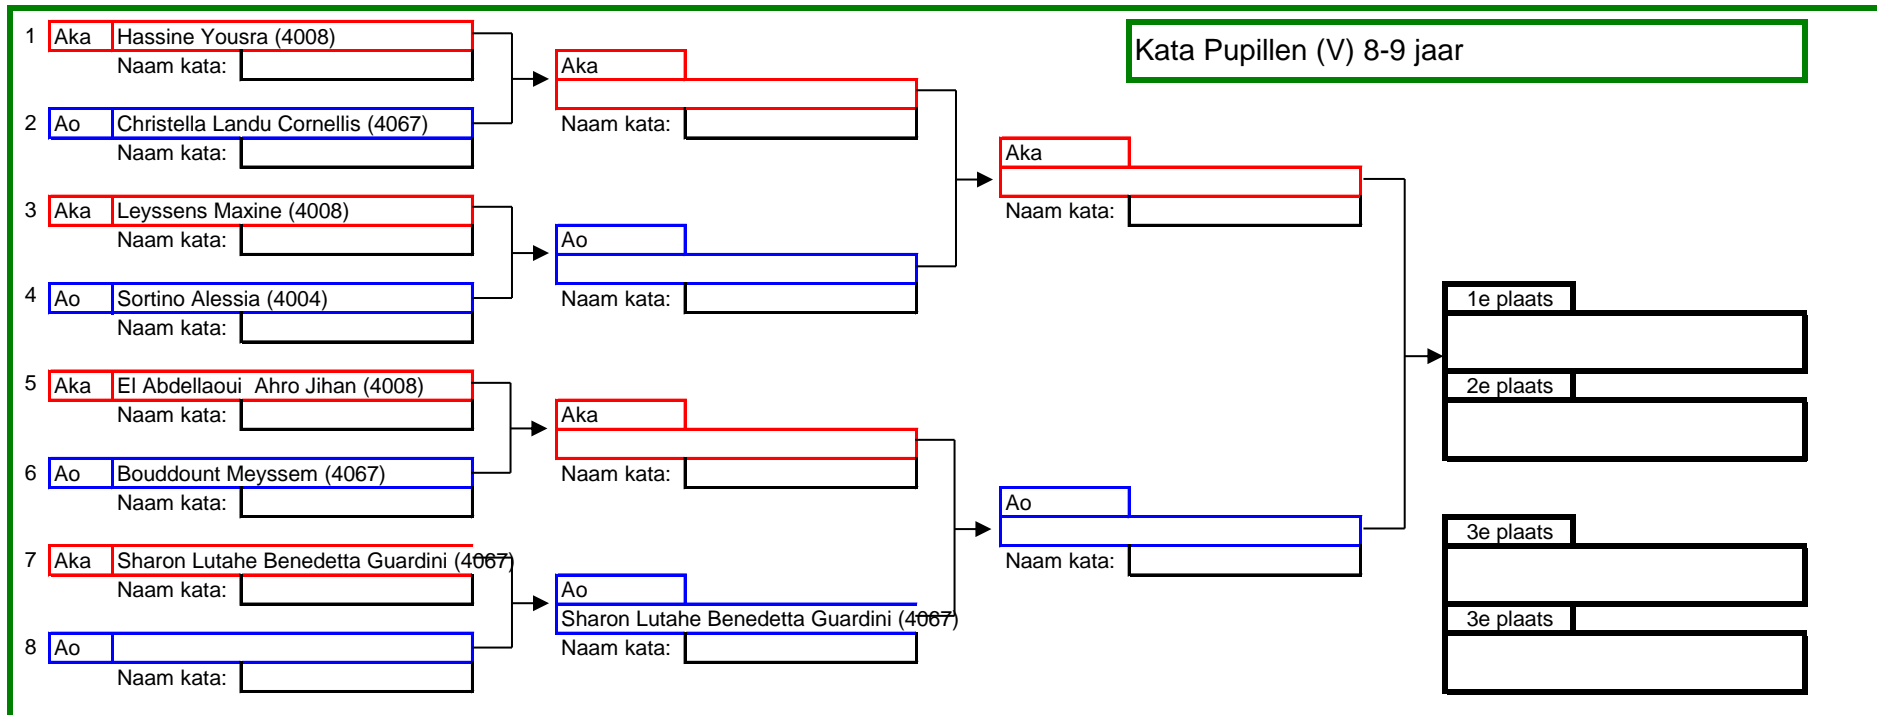 Kata Pupillen (V) 8-9 jaar
1 Aka Hassine Yousra (4008)
Naam kata:
2 Ao Christella Landu Cornellis (4067)
Naam kata:
3 Aka Leyssens Maxine (4008)
Naam kata:
4 Ao Sortino Alessia (4004)
Naam kata:
5 Aka El Abdellaoui  Ahro Jihan (4008)
Naam kata:
6 Ao Bouddount Meyssem (4067)
Naam kata:
7 Aka Sharon Lutahe Benedetta Guardini (4067)
Naam kata:
8 Ao
Naam kata:
Aka
Naam kata:
Ao
Naam kata:
Aka
Naam kata:
Ao
Sharon Lutahe Benedetta Guardini (4067)
Naam kata:
Aka
Naam kata:
Ao
Naam kata:
1e plaats
2e plaats
3e plaats
3e plaats